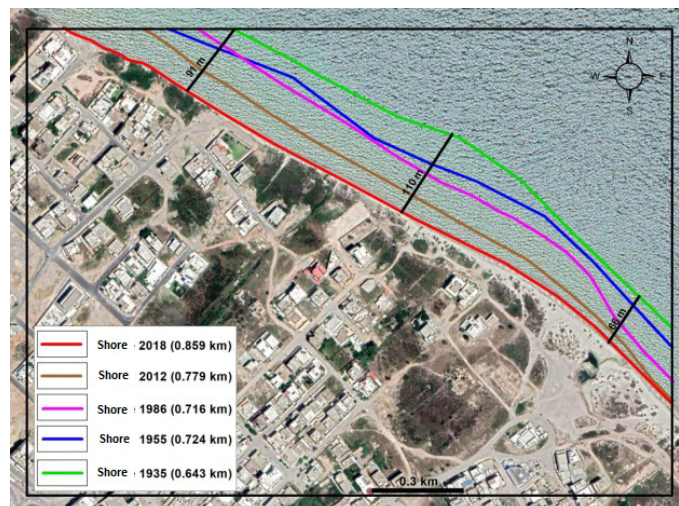 N
W E
S
91 m
110 m
66 m
Shore 2018 (0.859 km)
Shore 2012 (0.779 km)
Shore 1986 (0.716 km)
Shore 1955 (0.724 km)
Shore 1935 (0.643 km)
0.3 km